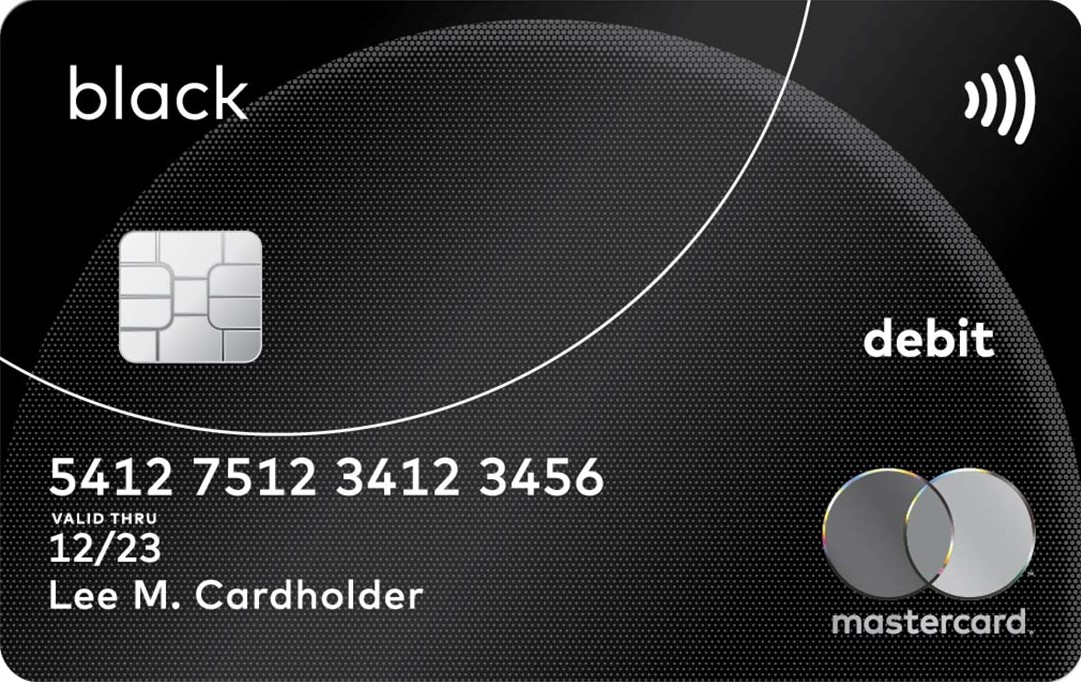 black
debit
5412 7512 3412 3456
VALID THRU
12/23
Lee M. Cardholder
mastercard.